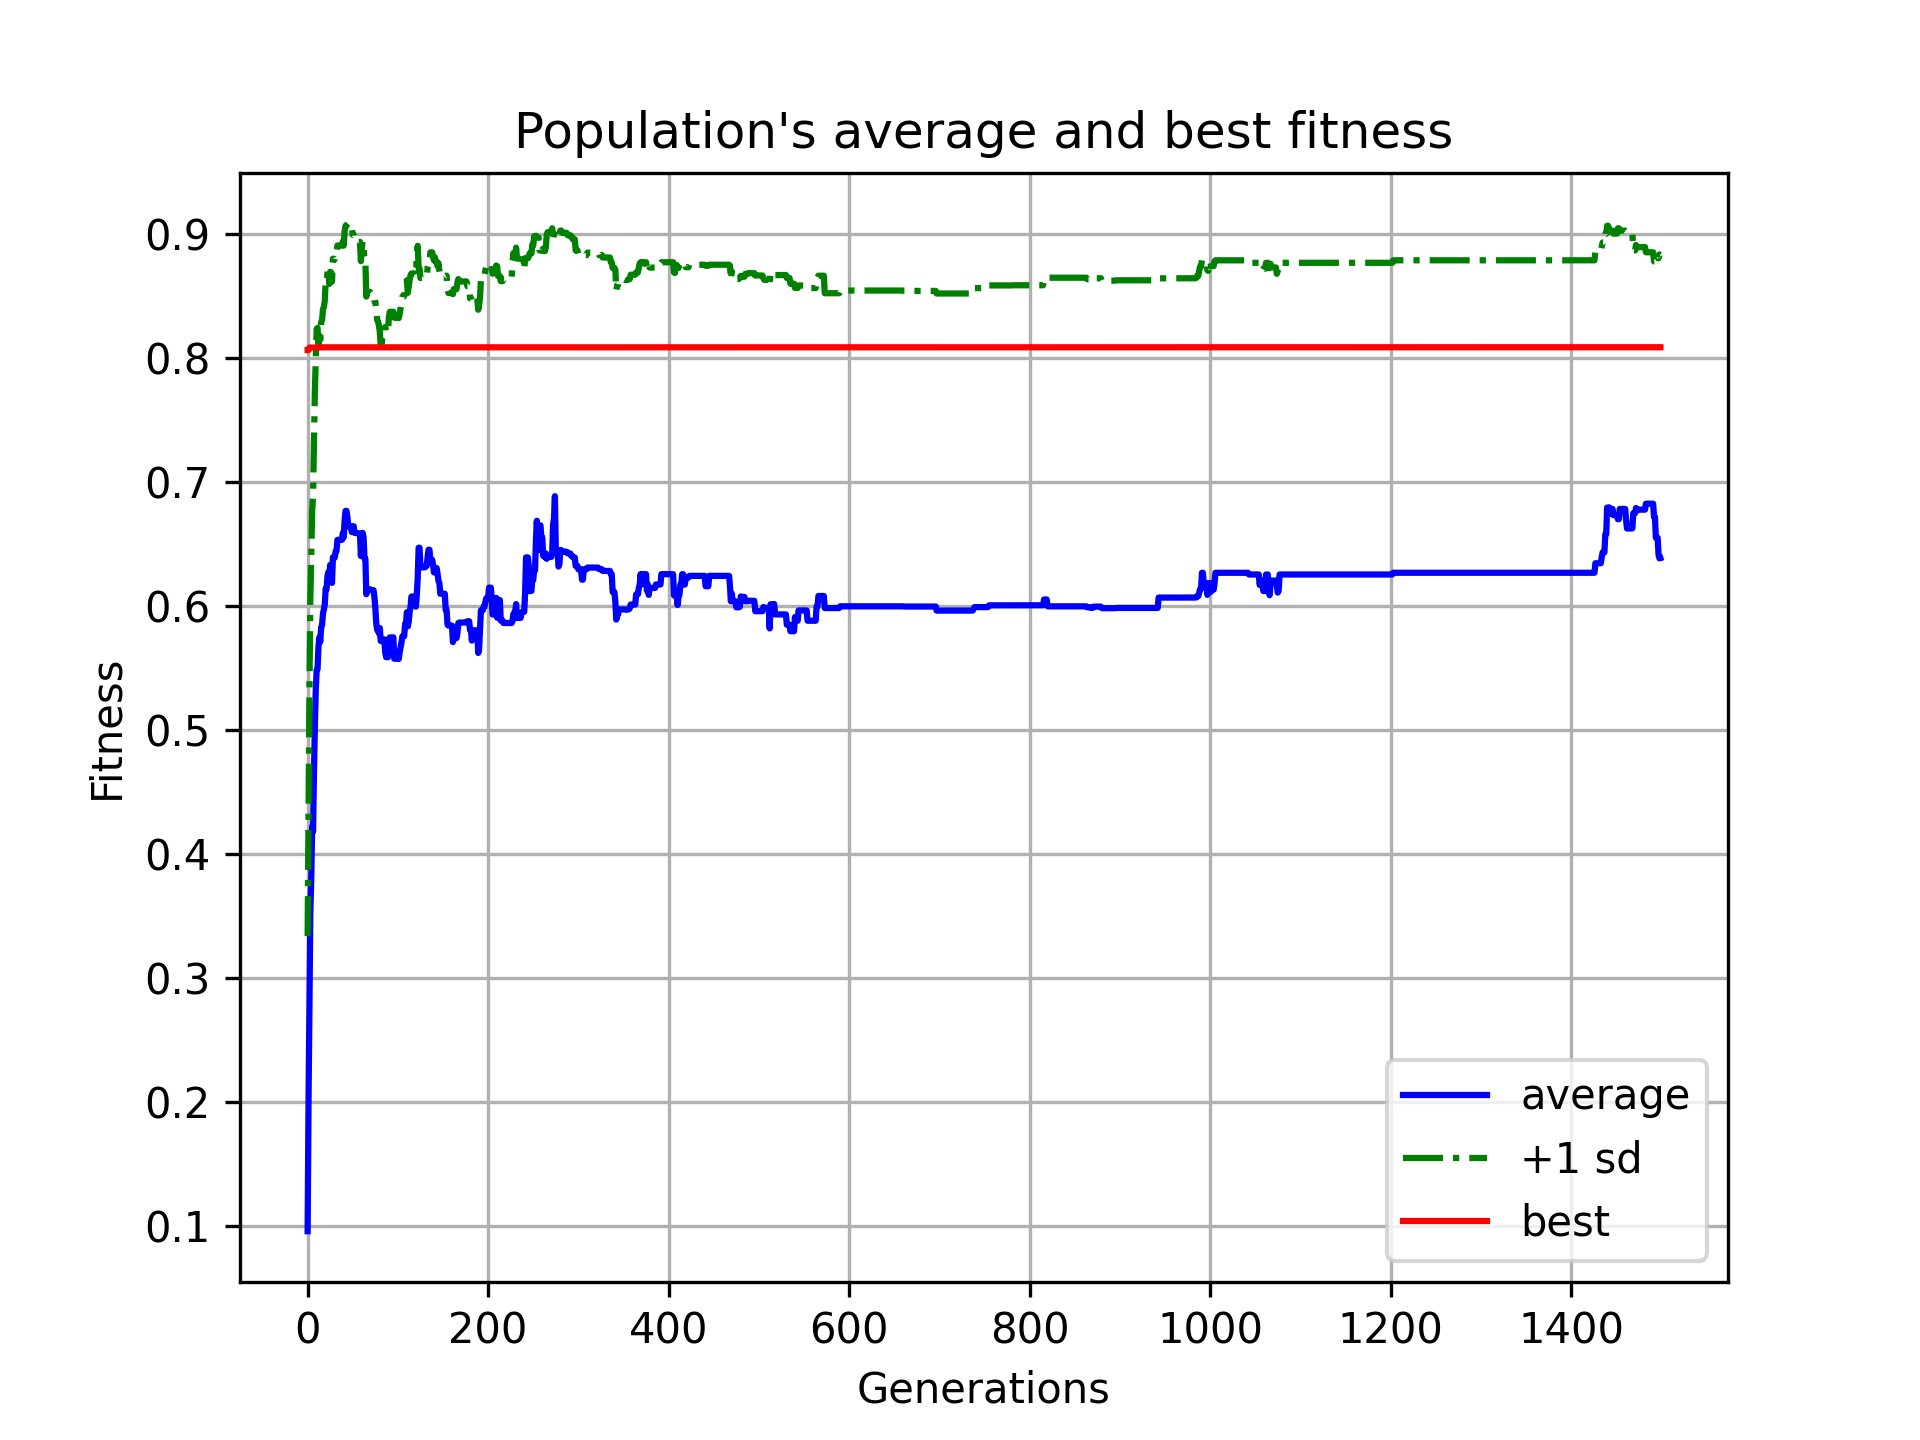 Population's average and best fitness
Fitness
0.9
0.8
0.7
0.6
0.5
0.4
0.3
0.2
0.1
average
+1 sd
best
0 200 400 600 800 1000 1200 1400
Generations